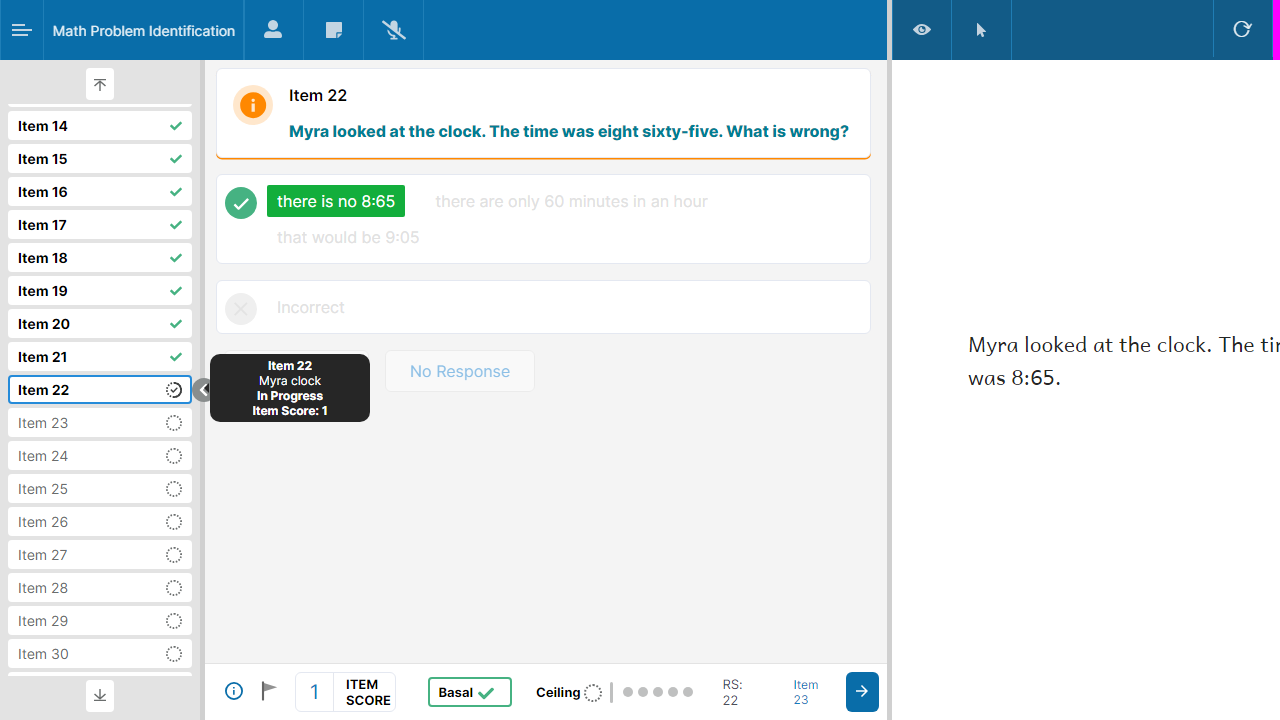 Math Problem Identification
Item 14
Item 15
Item 16
Item 17
Item 18
Item 19
Item 20
Item 21
Item 22
Item 23
Item 24
Item 25
Item 26
Item 27
Item 28
Item 29
Item 30
Item 22
Myra looked at the clock. The time was eight sixty-five. What is wrong?
there is no 8:65 there are only 60 minutes in an hour
that would be 9:05
Incorrect
Item 22
Myra clock
In Progress
Item Score: 1
No Response
1 ITEM SCORE
Basal
Ceiling
RS: 22
Item 23
Myra looked at the clock. The
was 8:65.